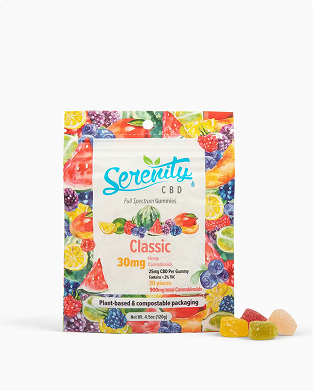 Serenity
CBD
Full Spectrum Gummies
Classic
30mg Hemp
Cannabinoids
25mg CBD Per Gummy
Contains <.3% THC
30 pieces
900mg total Cannabinoids
Plant-based & compostable packaging
Net Wt. 4.5oz (120g)